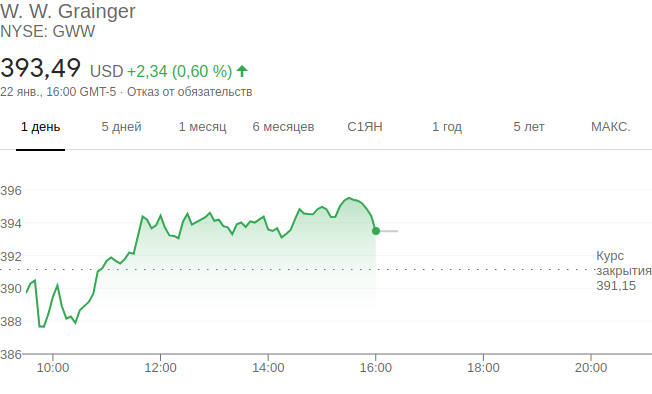 W. W. Grainger
NYSE: GWW
393,49 USD +2,34 (0,60 %)
22 янв., 16:00 GMT-5 · Отказ от обязательств
1 день 5 дней 1 месяц 6 месяцев С1ЯН 1 год 5 лет МАКС.
396
394
392
390
388
386
Курс
закрытия
391,15
10:00 12:00 14:00 16:00 18:00 20:00